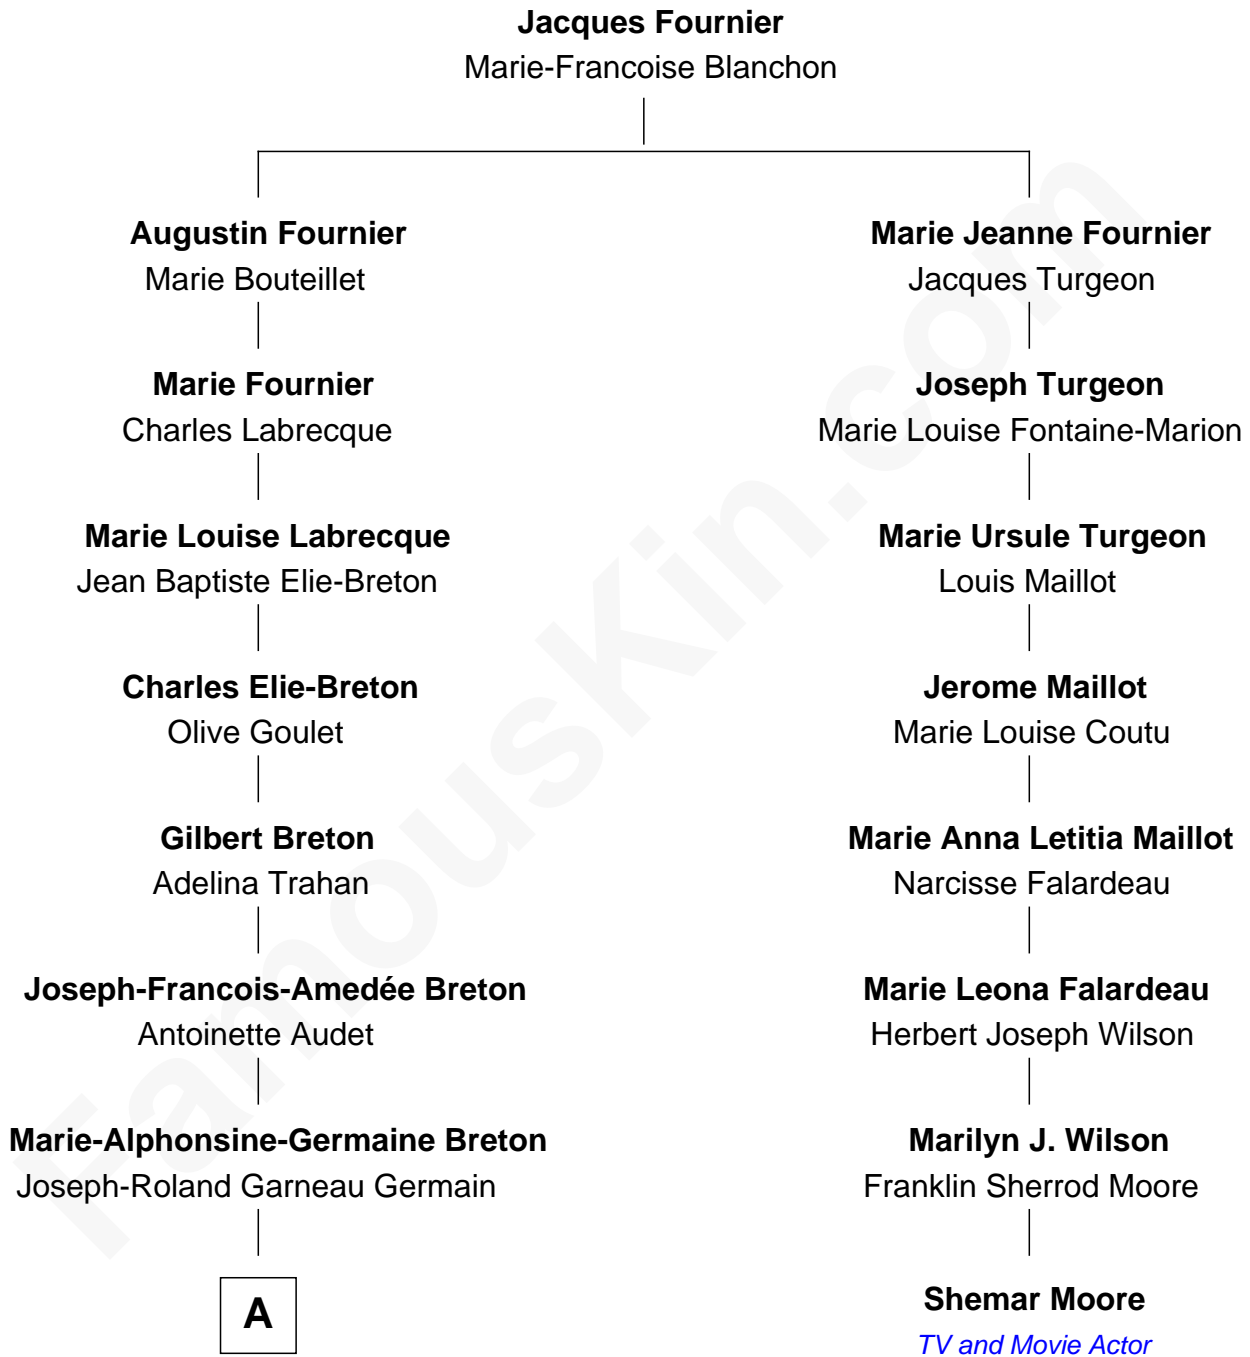 Jacques Fournier
Marie-Francoise Blanchon
Augustin Fournier
Marie Bouteillet
Marie Fournier
Charles Labrecque
Marie Louise Labrecque
Jean Baptiste Elie-Breton
Charles Elie-Breton
Olive Goulet
Gilbert Breton
Adelina Trahan
Joseph-Francois-Amedée Breton
Antoinette Audet
Marie-Alphonsine-Germaine Breton
Joseph-Roland Garneau Germain
A
Marie Jeanne Fournier
Jacques Turgeon
Joseph Turgeon
Marie Louise Fontaine-Marion
Marie Ursule Turgeon
Louis Maillot
Jerome Maillot
Marie Louise Coutu
Marie Anna Letitia Maillot
Narcisse Falardeau
Marie Leona Falardeau
Herbert Joseph Wilson
Marilyn J. Wilson
Franklin Sherrod Moore
Shemar Moore
TV and Movie Actor
FamousKin.com